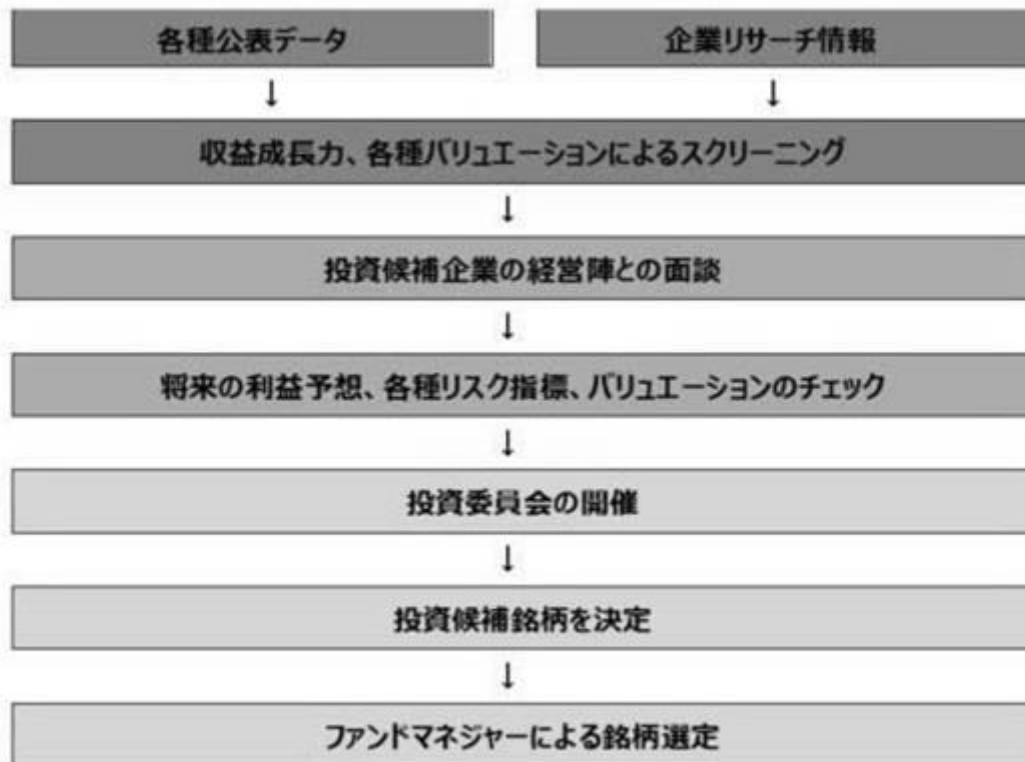 各種公表データ
企業リサーチ情報
↓
↓
収益成長力、各種バリュエーションによるスクリーニング
↓
投資候補企業の経営陣との面談
↓
将来の利益予想、各種リスク指標、バリュエーションのチェック
↓
投資委員会の開催
↓
投資候補銘柄を決定
↓
ファンドマネジャーによる銘柄選定